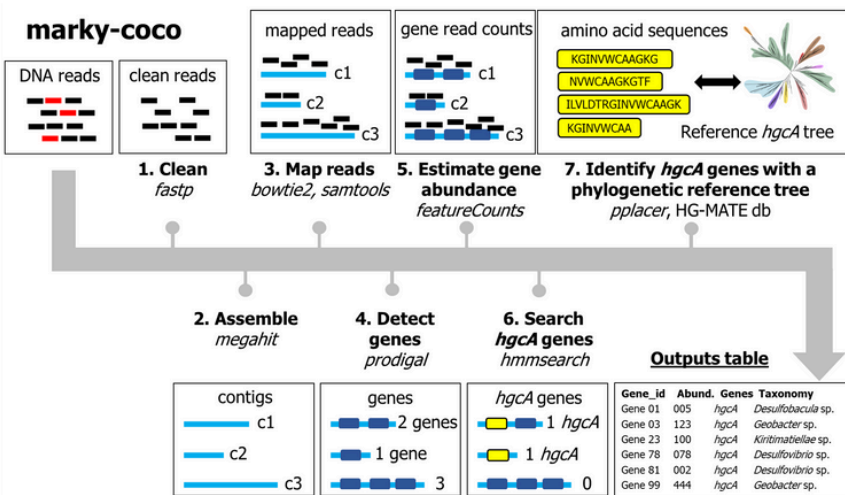 marky-coco
DNA reads
clean reads
1. Clean
fastp
mapped reads
c1
c2
c3
3. Map reads
bowtie2, samtools
gene read counts
c1
c2
c3
5. Estimate gene
abundance
featureCounts
amino acid sequences
KGINVWCAAGKG
NVWCAAGKGTF
ILVLDTRGINVWCAAGK
KGINVWCAA
Reference hgcA tree
7. Identify hgcA genes with a
phylogenetic reference tree
pplacer, HG-MATE db
2. Assemble
megahit
contigs
c1
c2
c3
4. Detect
genes
prodigal
genes
2 genes
1 gene
3
6. Search
hgcA genes
hmmsearch
hgcA genes
1 hgcA
1 hgcA
0
Outputs table
Gene_id Abund. Genes Taxonomy
Gene 01 005 hgcA Desulfobacula sp.
Gene 03 123 hgcA Geobacter sp.
Gene 23 100 hgcA Kiritimatiellae sp.
Gene 78 078 hgcA Desulfovibrio sp.
Gene 81 002 hgcA Desulfovibrio sp.
Gene 99 444 hgcA Geobacter sp.